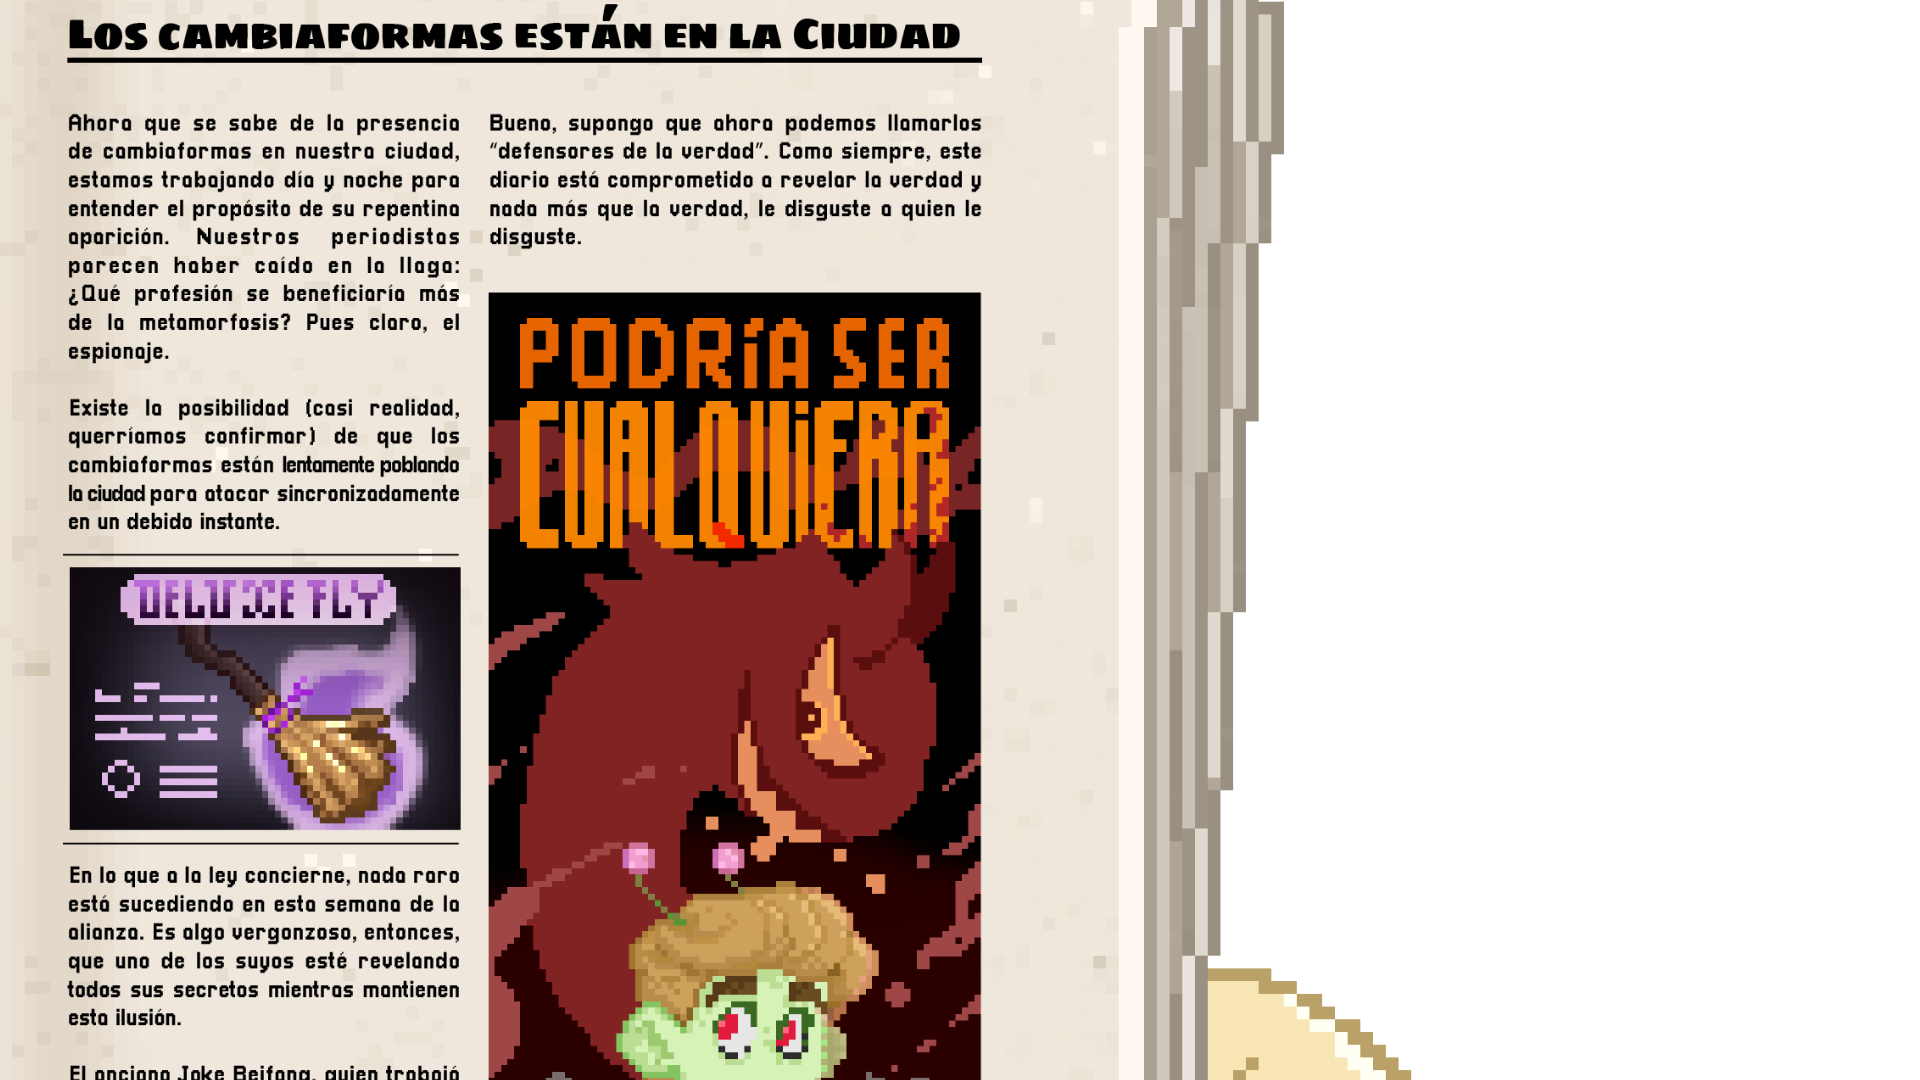 Los cambiaformas están en la Ciudad
Ahora que se sabe de la presencia
de cambiaformas en nuestra ciudad,
estamos trabajando día y noche para
entender el propósito de su repentina
aparición. Nuestros periodistas
parecen haber caído en la llaga:
¿Qué profesión se beneficiaría más
de la metamorfosis? Pues claro, el
espionaje.
Existe la posibilidad (casi realidad,
querríamos confirmar) de que los
cambiaformas están lentamente poblando
la ciudad para atacar sincronizadamente
en un debido instante.
DELUXE FLY
En lo que a la ley concierne, nada raro
está sucediendo en esta semana de la
alianza. Es algo vergonzoso, entonces,
que uno de los suyos esté revelando
todos sus secretos mientras mantienen
esta ilusión.
El anciano Joke Beifong, quien trabajó
Bueno, supongo que ahora podemos llamarlos
"defensores de la verdad". Como siempre, este
diario está comprometido a revelar la verdad y
nada más que la verdad, le disguste a quien le
disguste.
PODRÍA SER
CUALQUIERA